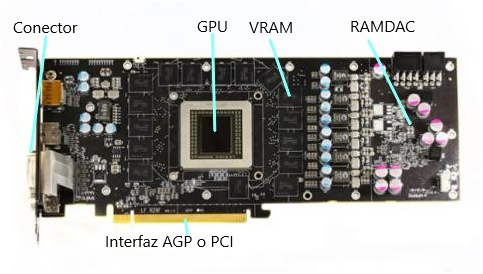 Conector
GPU
VRAM
RAMDAC
Interfaz AGP o PCI